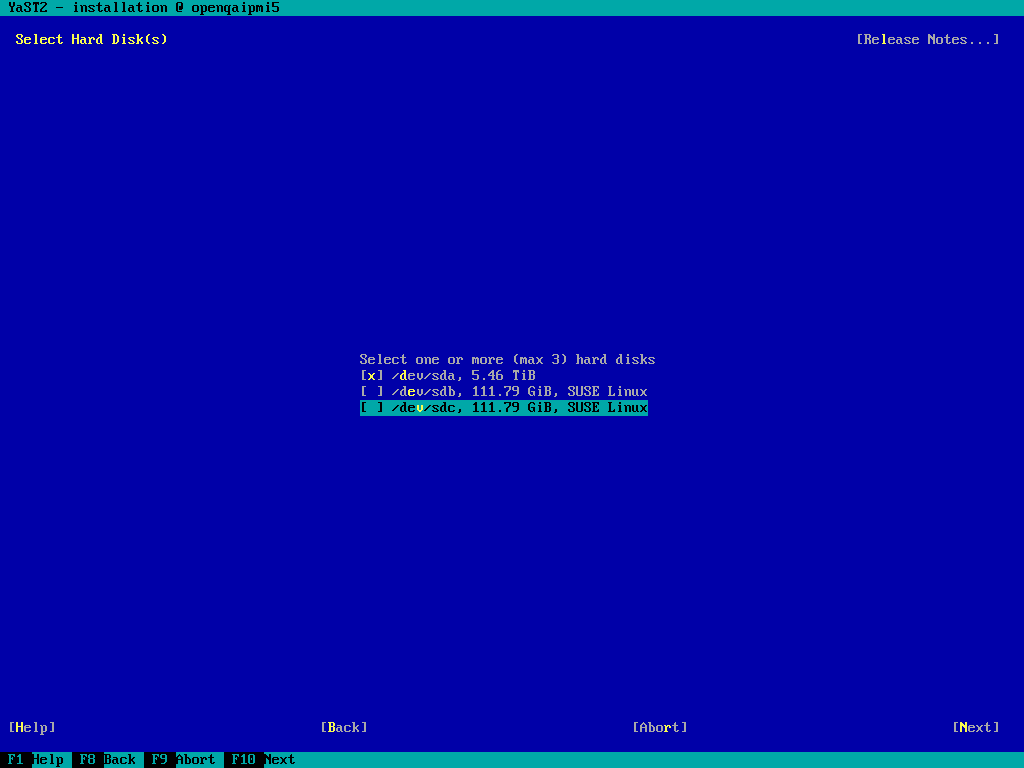 YaST2 - installation @ openqaipmi5
Select Hard Disk(s) [Release Notes...]
Select one or more (max 3) hard disks
[x] /dev/sda, 5.46 TiB
[ ] /dev/sdb, 111.79 GiB, SUSE Linux
[ ] /dev/sdc, 111.79 GiB, SUSE Linux
[Help] [Back] [Abort] [Next]
F1 Help F8 Back F9 Abort F10 Next